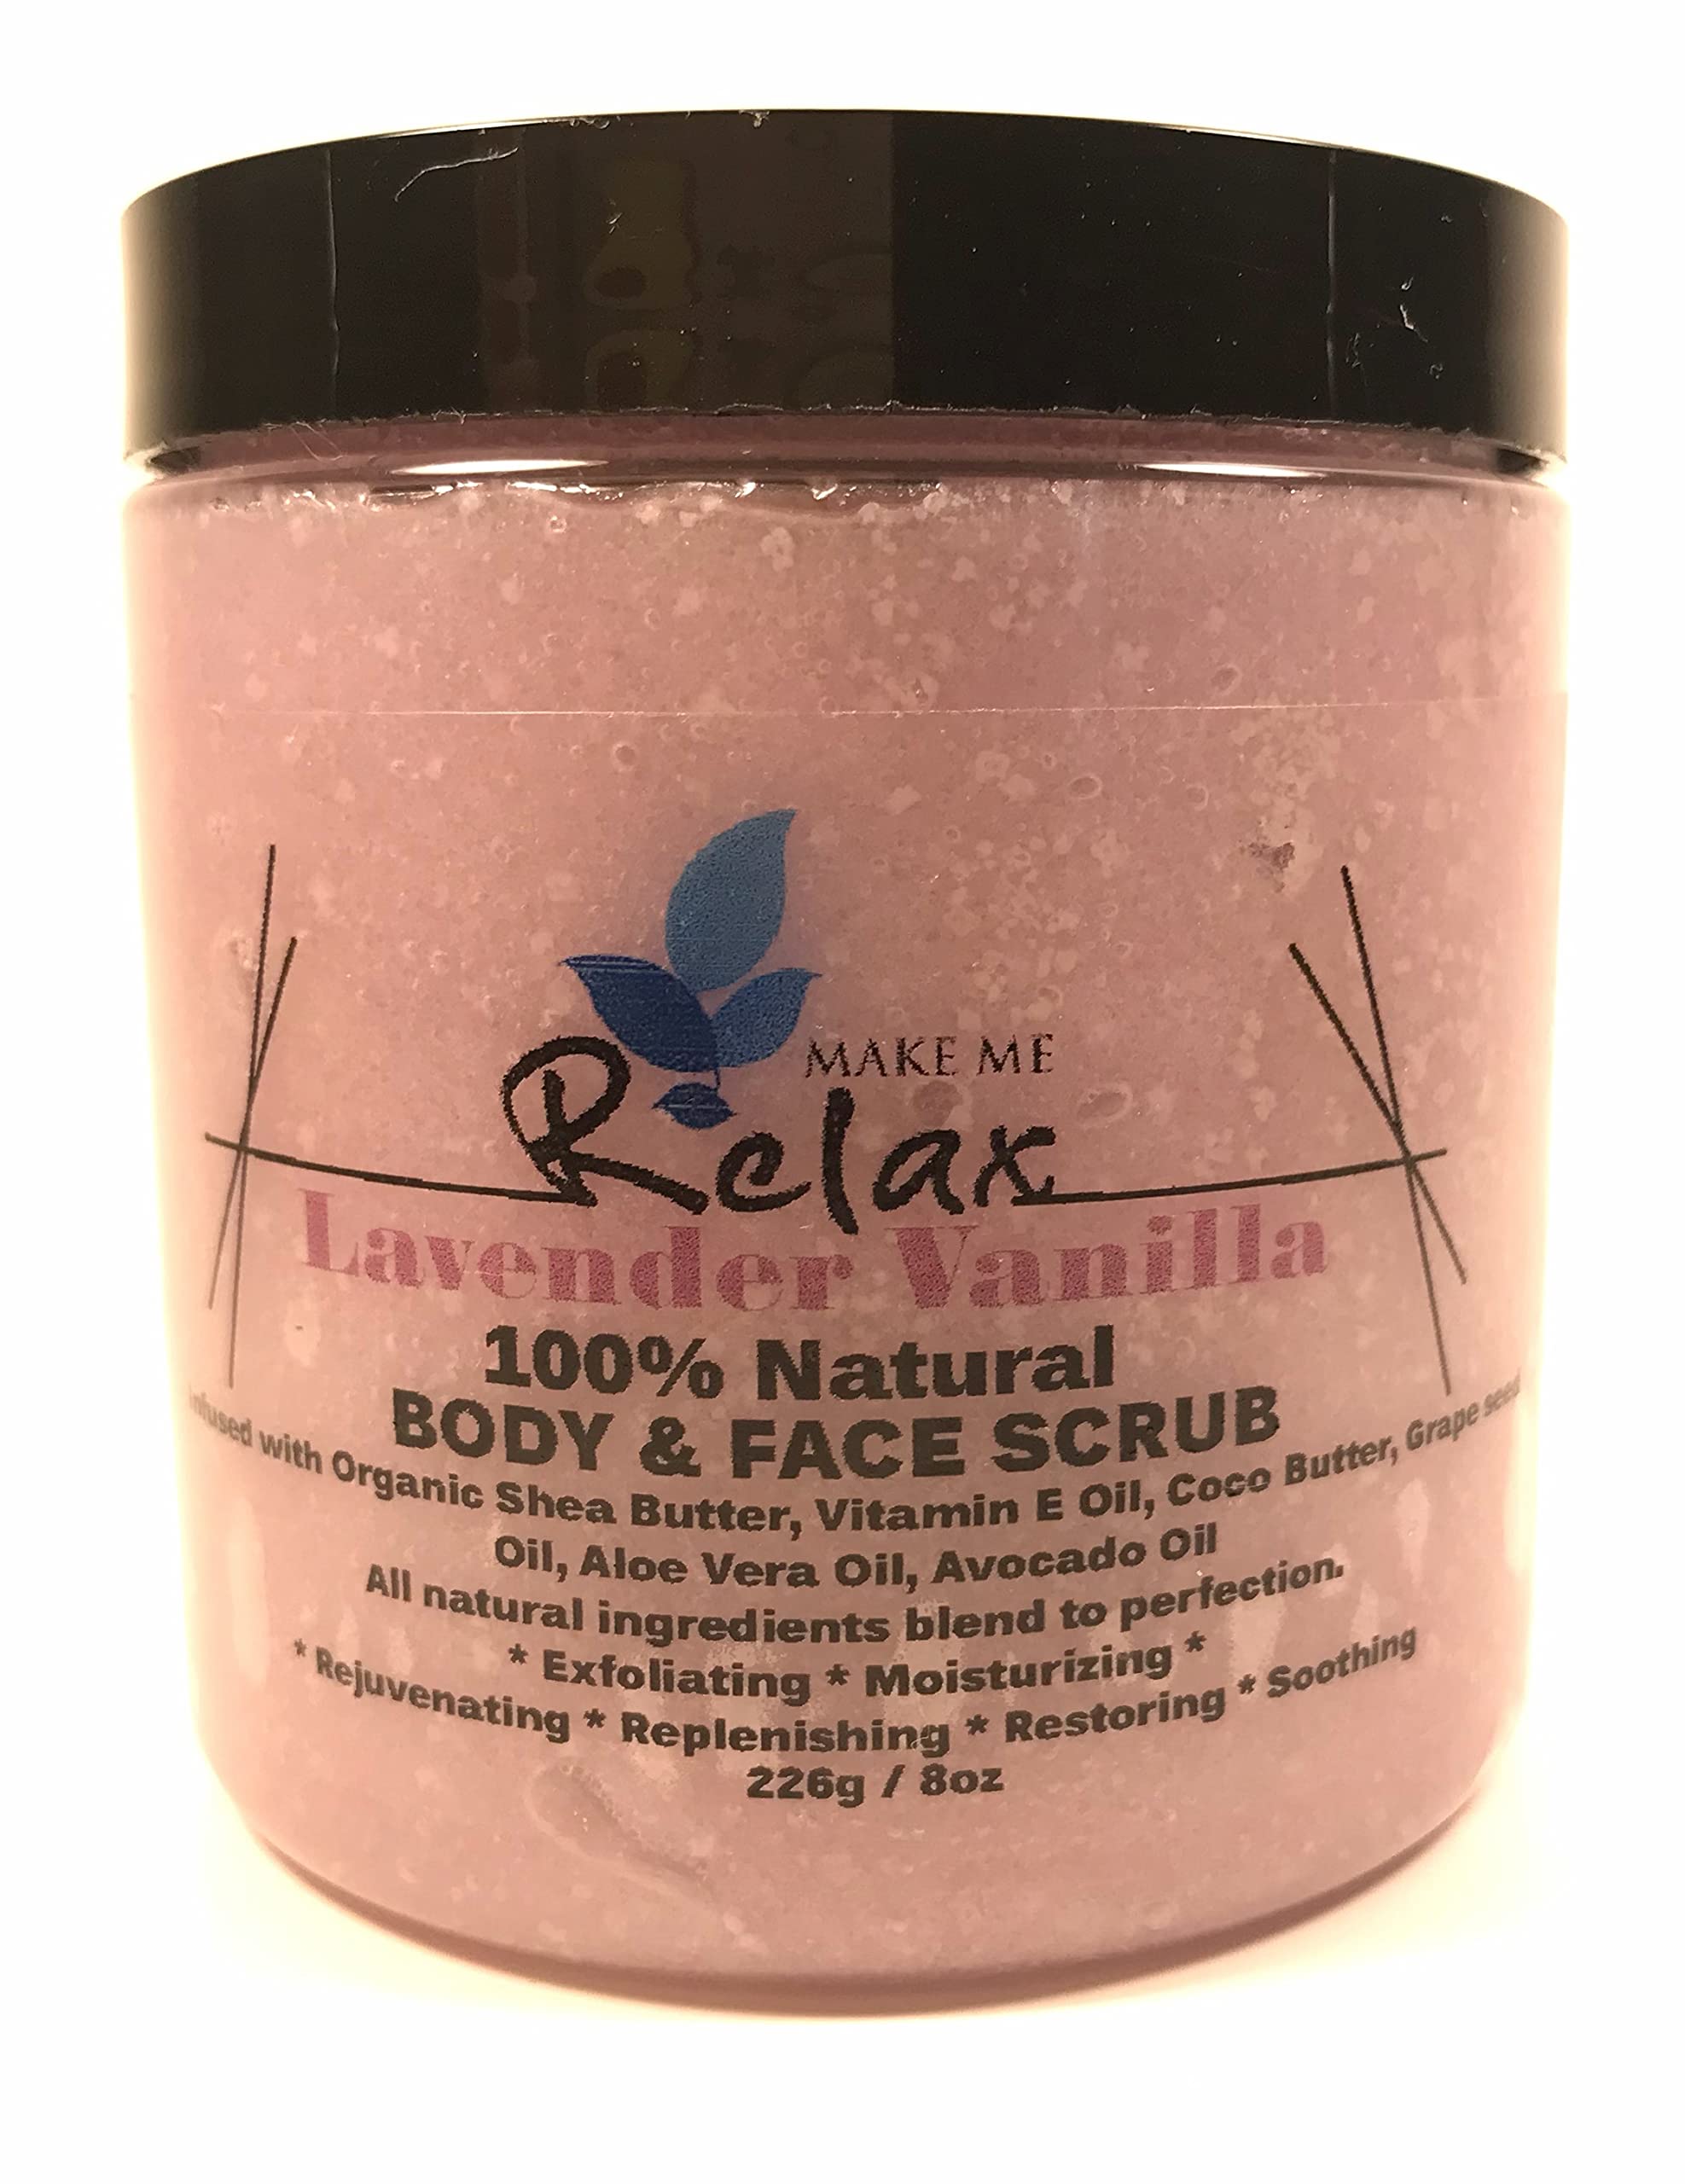 MAKE ME
Relax
Lavender Vanilla
100% Natural
BODY & FACE SCRUB
Infused with Organic Shea Butter, Vitamin E Oil, Coco Butter, Grape seed
Oil, Aloe Vera Oil, Avocado Oil
All natural ingredients blend to perfection.
* Exfoliating * Moisturizing *
* Rejuvenating * Replenishing * Restoring * Soothing
226g / 8oz